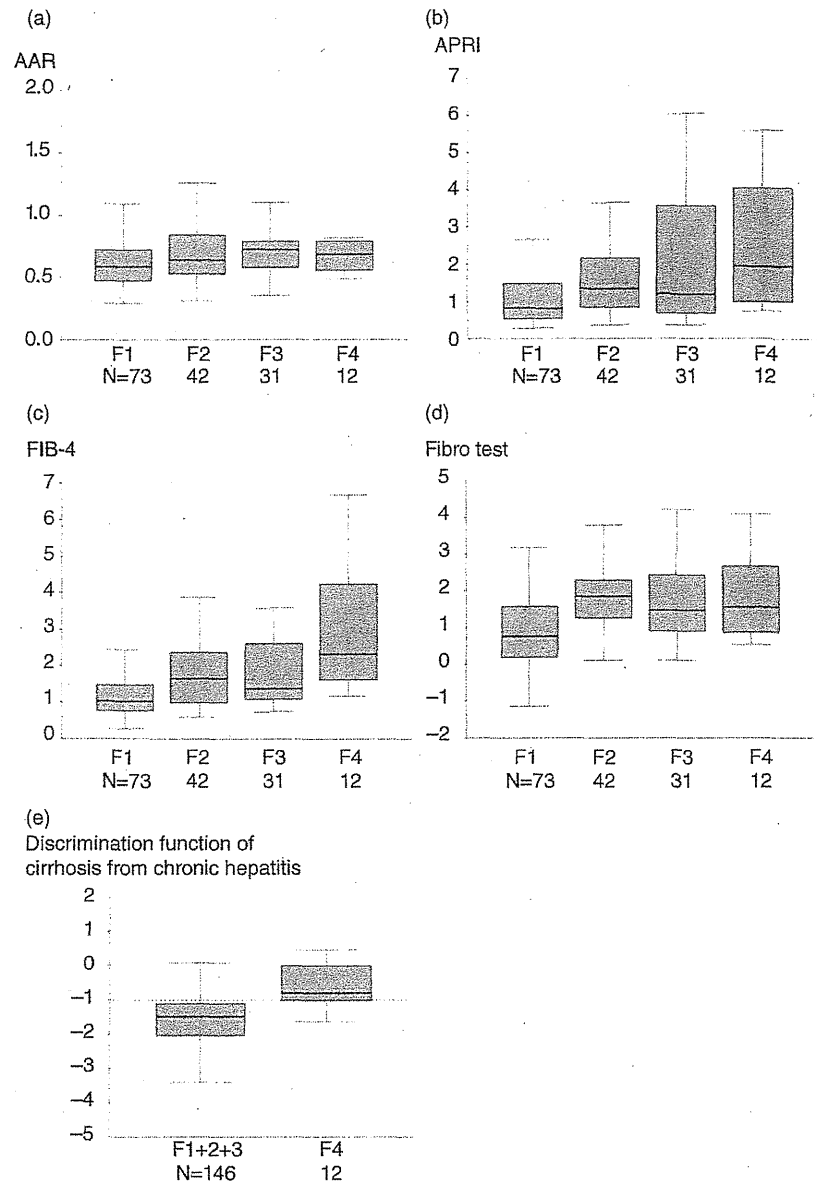 (a)
AAR
2.0
1.5
1.0
0.5
0.0
F1 F2 F3 F4
N=73 42 31 12
(b)
APRI
7
6
5
4
3
2
1
0
F1 F2 F3 F4
N=73 42 31 12
(c)
FIB-4
7
6
5
4
3
2
1
0
F1 F2 F3 F4
N=73 42 31 12
(d)
Fibro test
5
4
3
2
1
0
−1
−2
F1 F2 F3 F4
N=73 42 31 12
(e)
Discrimination function of
cirrhosis from chronic hepatitis
2
1
0
−1
−2
−3
−4
−5
F1+2+3 F4
N=146 12